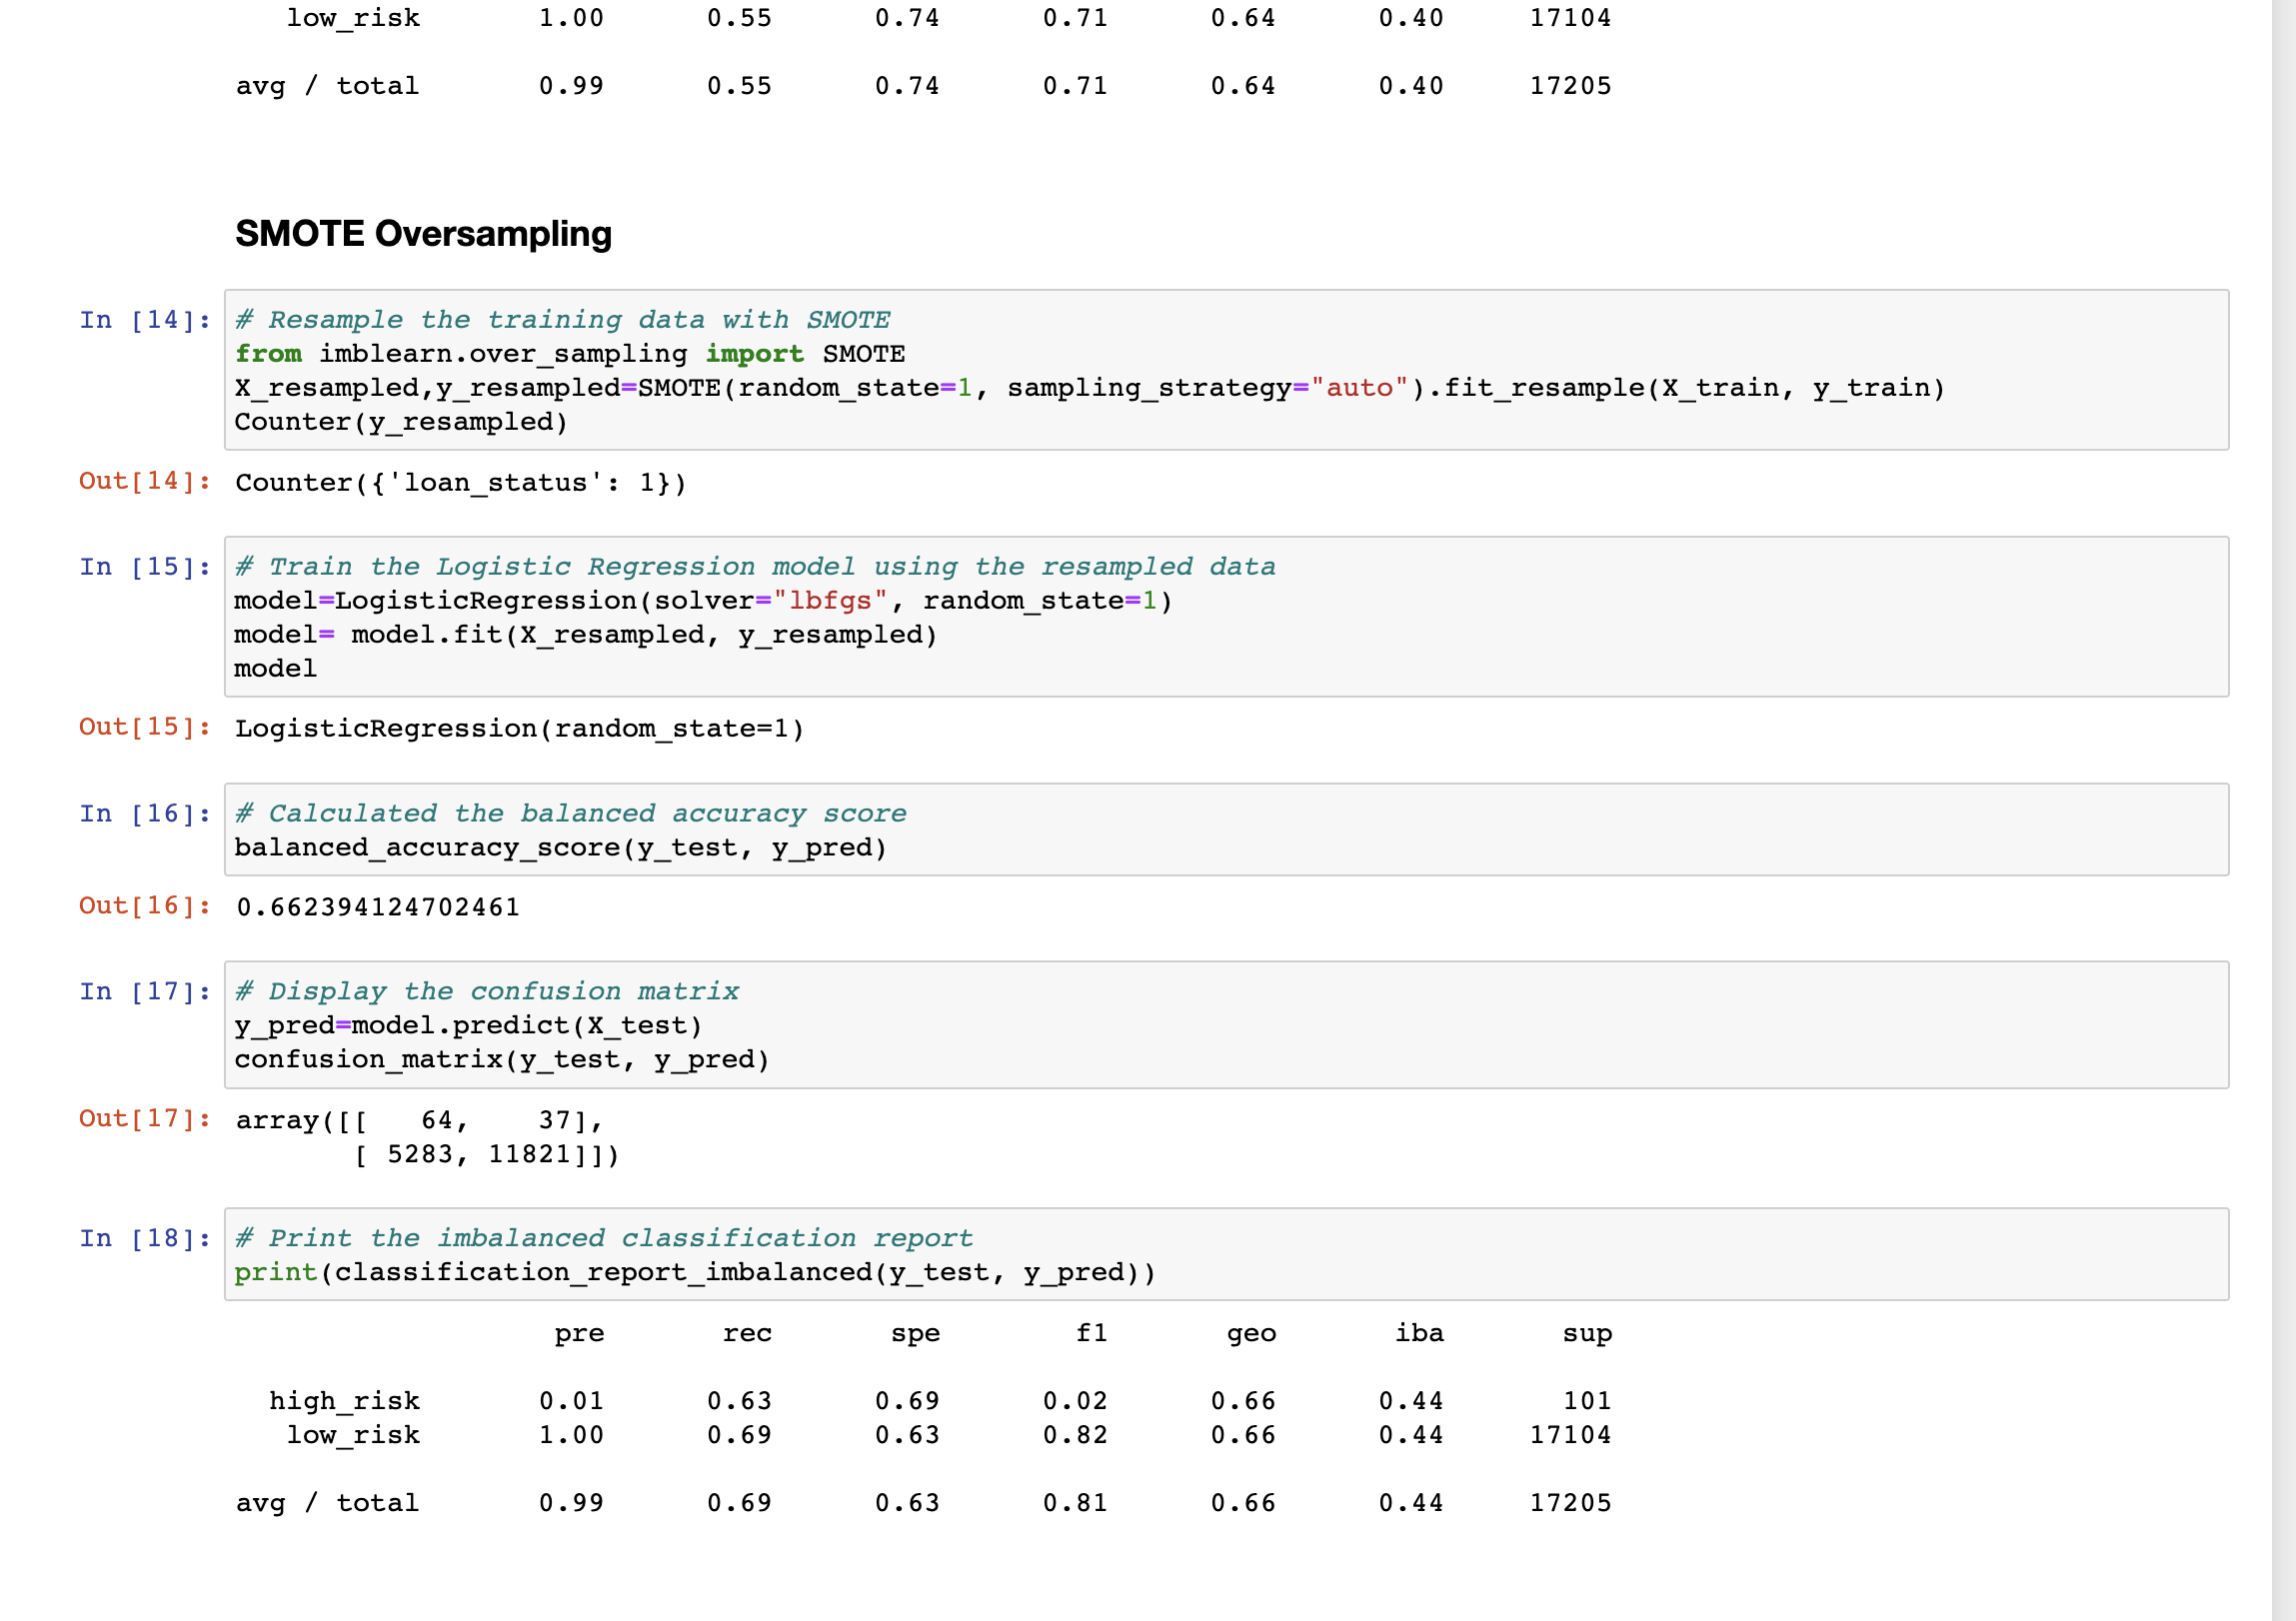 low_risk 1.00 0.55 0.74 0.71 0.64 0.40 17104
avg / total 0.99 0.55 0.74 0.71 0.64 0.40 17205
SMOTE Oversampling
In [14]: # Resample the training data with SMOTE
from imblearn.over_sampling import SMOTE
X_resampled,y_resampled=SMOTE(random_state=1, sampling_strategy="auto").fit_resample(X_train, y_train)
Counter(y_resampled)
Out[14]: Counter({'loan_status': 1})
In [15]: # Train the Logistic Regression model using the resampled data
model=LogisticRegression(solver="lbfgs", random_state=1)
model= model.fit(X_resampled, y_resampled)
model
Out[15]: LogisticRegression(random_state=1)
In [16]: # Calculated the balanced accuracy score
balanced_accuracy_score(y_test, y_pred)
Out[16]: 0.662394124702461
In [17]: # Display the confusion matrix
y_pred=model.predict(X_test)
confusion_matrix(y_test, y_pred)
Out[17]: array([[   64,    37],
       [ 5283, 11821]])
In [18]: # Print the imbalanced classification report
print(classification_report_imbalanced(y_test, y_pred))
pre rec spe f1 geo iba sup
high_risk 0.01 0.63 0.69 0.02 0.66 0.44 101
low_risk 1.00 0.69 0.63 0.82 0.66 0.44 17104
avg / total 0.99 0.69 0.63 0.81 0.66 0.44 17205